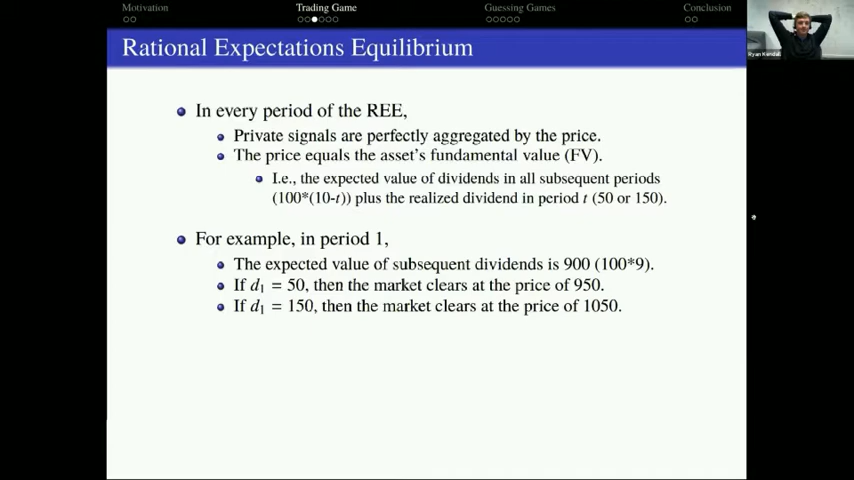 Motivation Trading Game Guessing Games Conclusion
Rational Expectations Equilibrium
In every period of the REE,
Private signals are perfectly aggregated by the price.
The price equals the asset's fundamental value (FV).
I.e., the expected value of dividends in all subsequent periods
(100*(10-t)) plus the realized dividend in period t (50 or 150).
For example, in period 1,
The expected value of subsequent dividends is 900 (100*9).
If d₁ = 50, then the market clears at the price of 950.
If d₁ = 150, then the market clears at the price of 1050.
Ryan Kendall